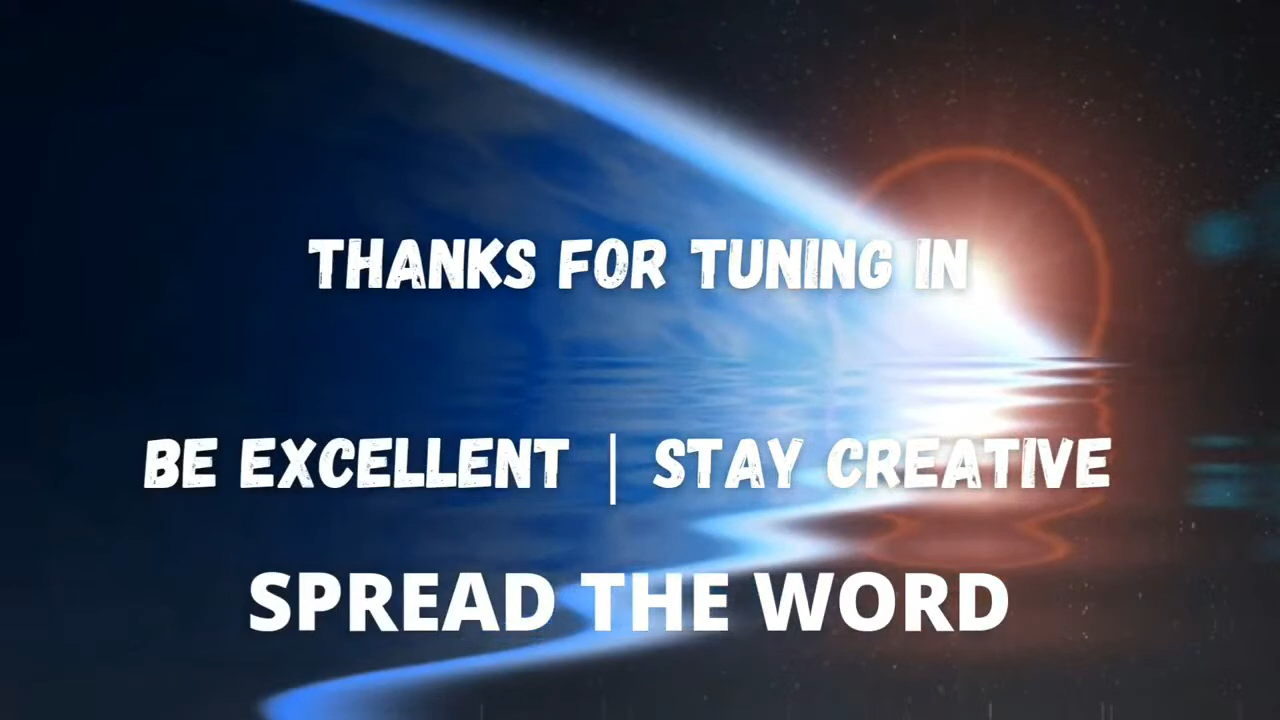 THANKS FOR TUNING IN
BE EXCELLENT | STAY CREATIVE
SPREAD THE WORD